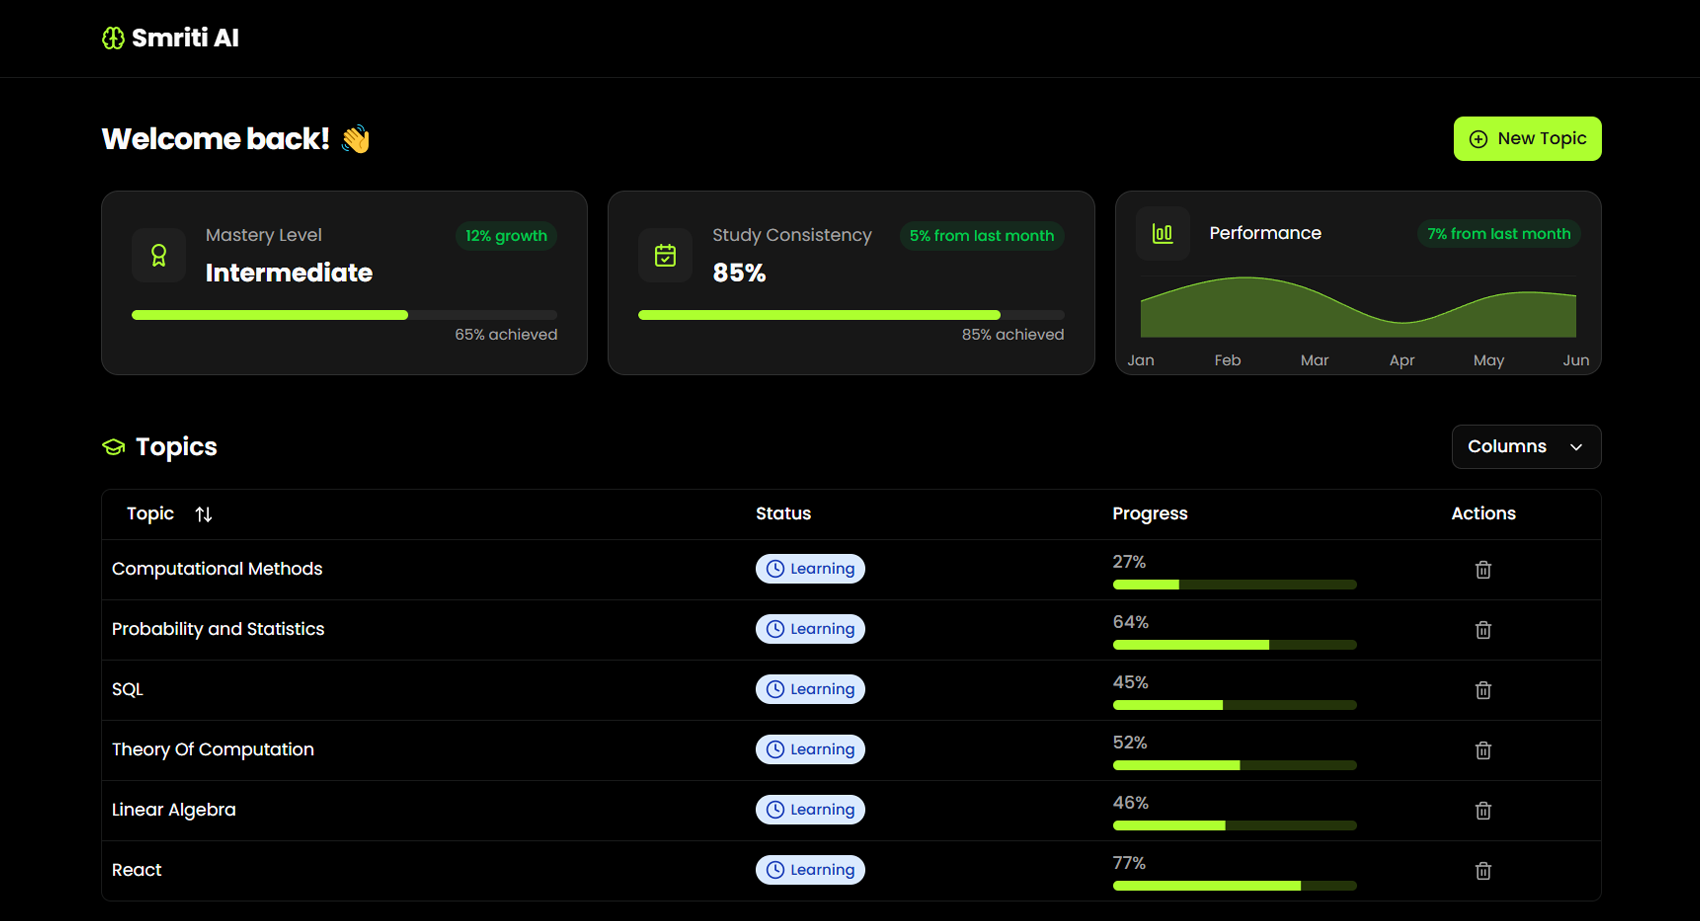 Smriti AI
Welcome back! 👋
New Topic
Mastery Level
12% growth
Intermediate
65% achieved
Study Consistency
5% from last month
85%
85% achieved
Performance
7% from last month
Jan Feb Mar Apr May Jun
Topics
Columns
Topic Status Progress Actions
Computational Methods Learning 27%
Probability and Statistics Learning 64%
SQL Learning 45%
Theory Of Computation Learning 52%
Linear Algebra Learning 46%
React Learning 77%